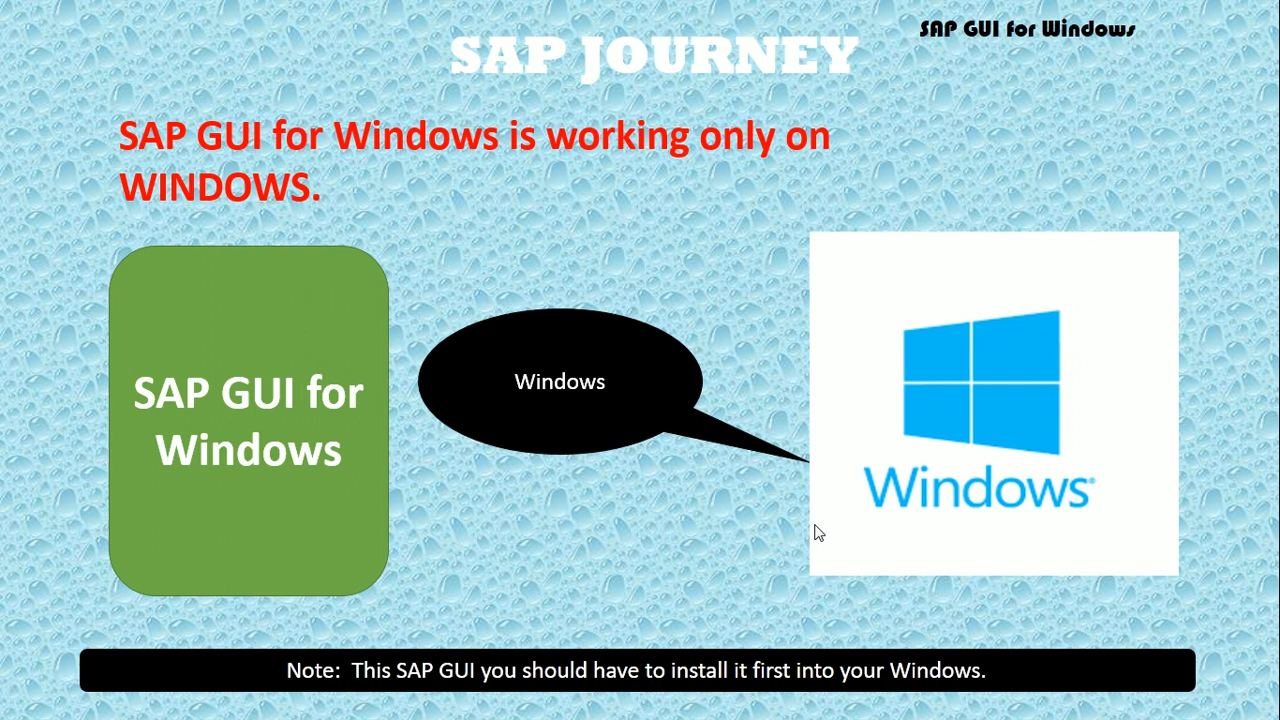 SAP GUI for Windows
SAP JOURNEY
SAP GUI for Windows is working only on
WINDOWS.
SAP GUI for
Windows
Windows
Windows®
Note:  This SAP GUI you should have to install it first into your Windows.